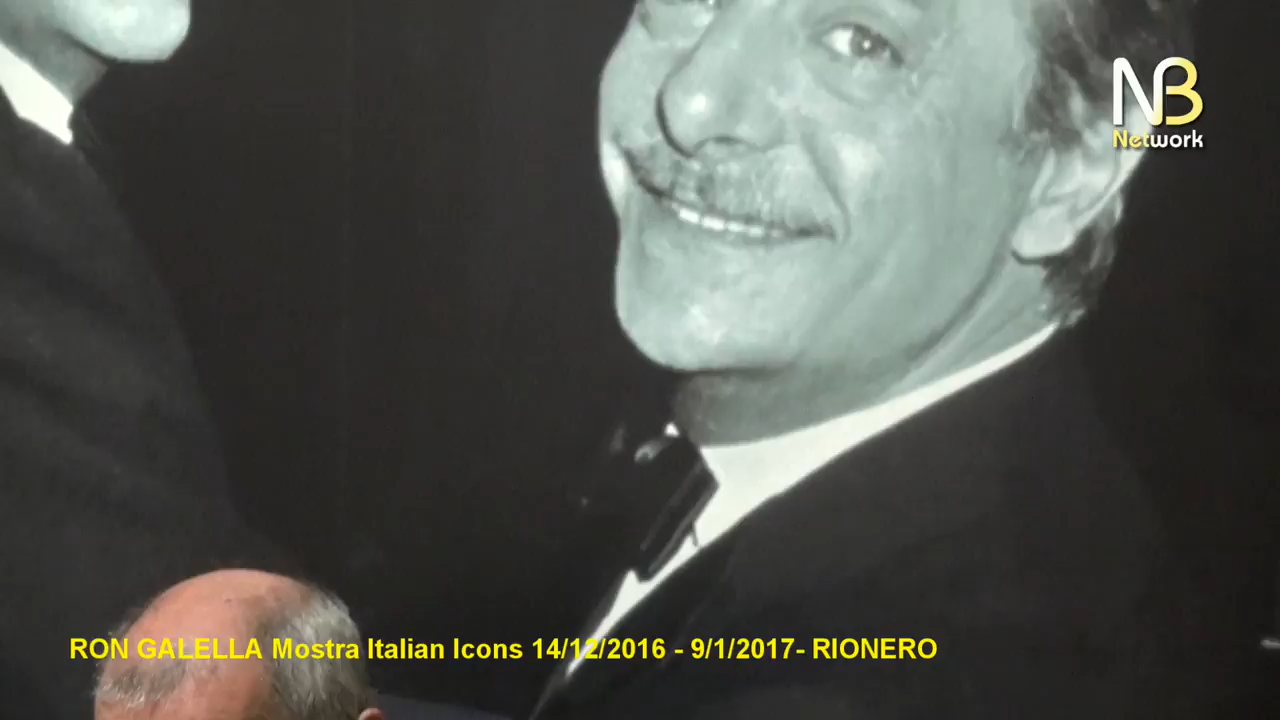 NB
Network
RON GALELLA Mostra Italian Icons 14/12/2016 - 9/1/2017- RIONERO